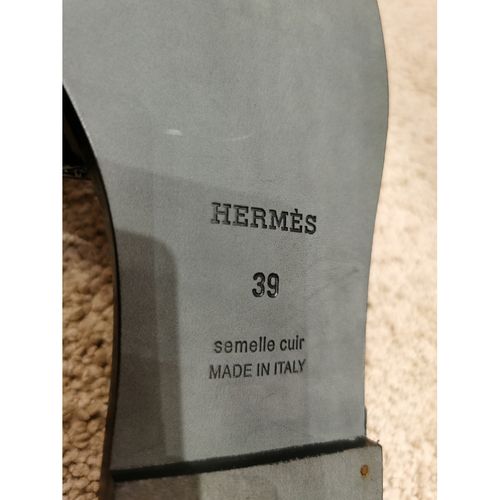 HERMÈS
39
semelle cuir
MADE IN ITALY